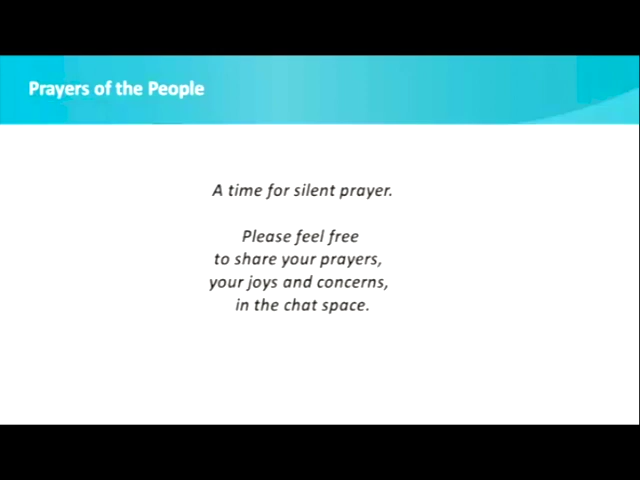 Prayers of the People
A time for silent prayer.
Please feel free
to share your prayers,
your joys and concerns,
in the chat space.